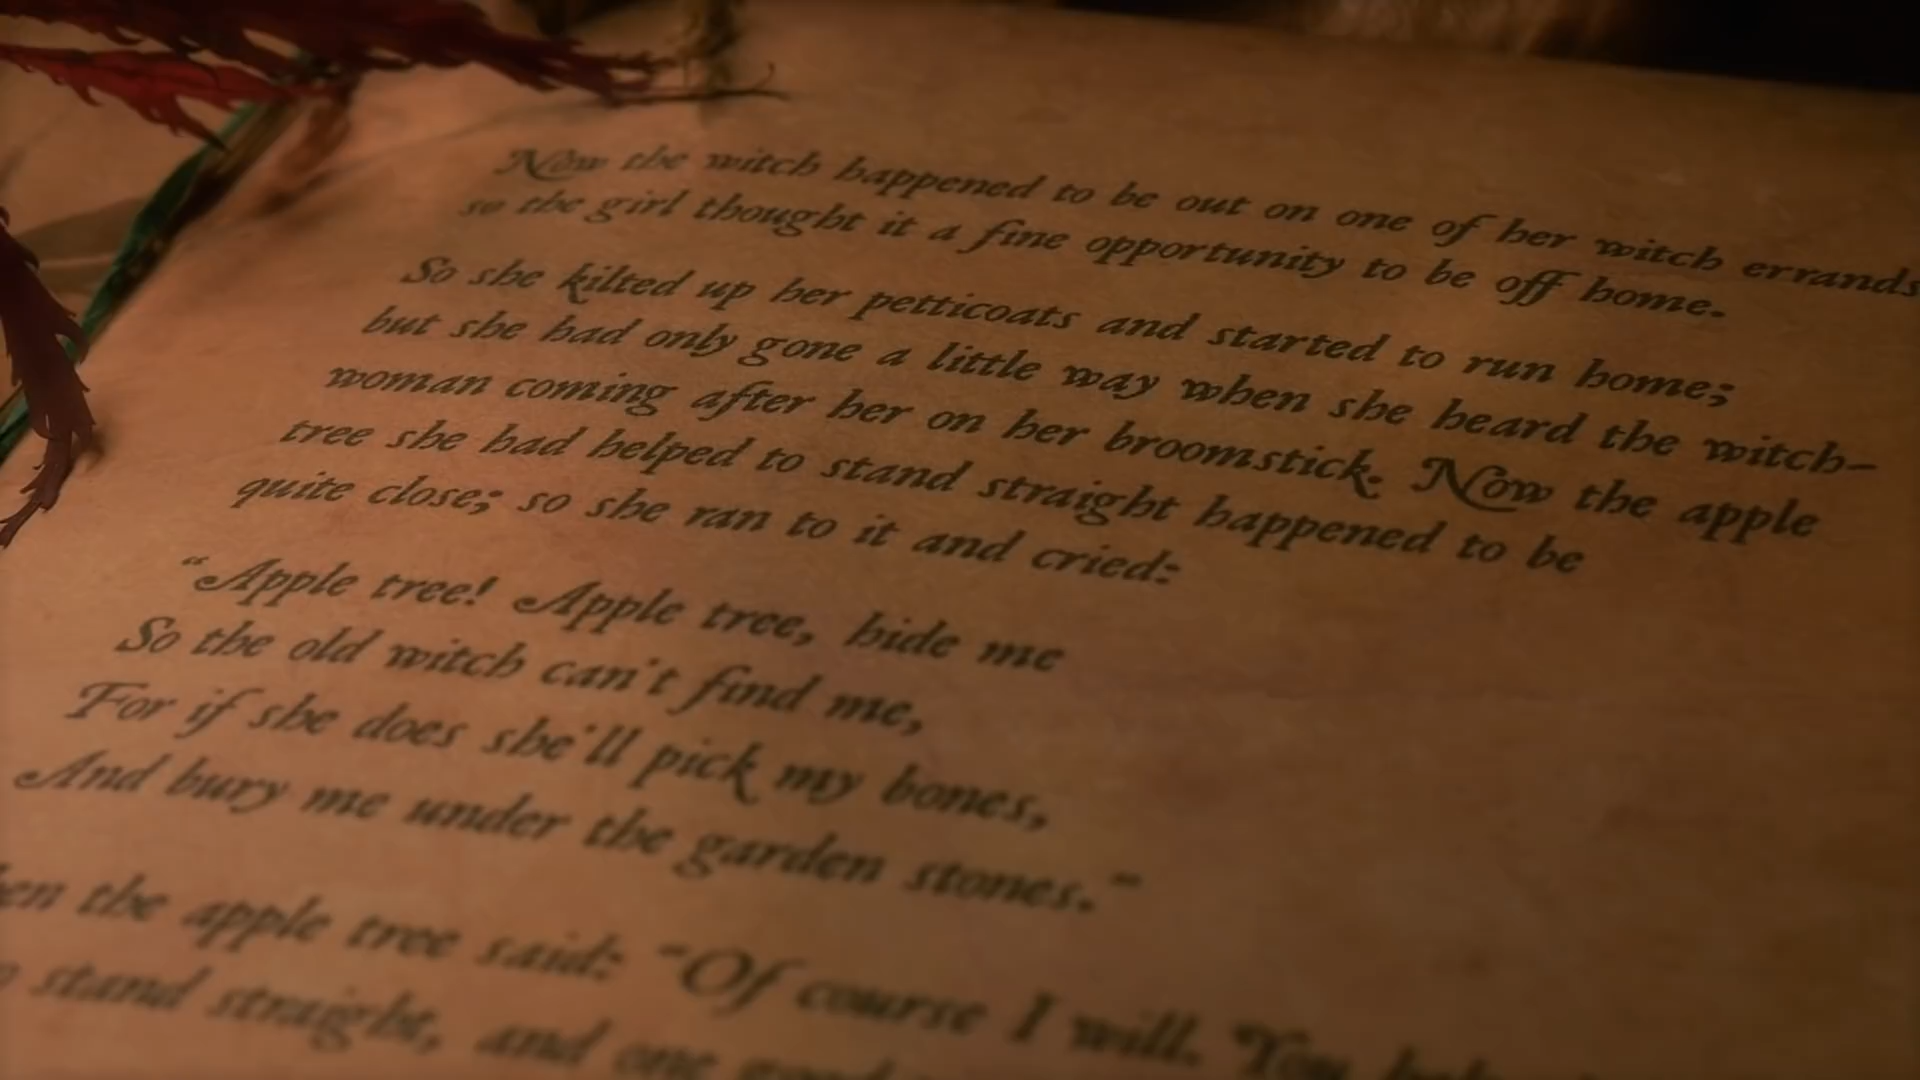 Now the witch happened to be out on one of her witch errands
so the girl thought it a fine opportunity to be off home.
So she kilted up her petticoats and started to run home;
but she had only gone a little way when she heard the witch-
woman coming after her on her broomstick. Now the apple
tree she had helped to stand straight happened to be
quite close; so she ran to it and cried:
“Apple tree! Apple tree, hide me
So the old witch can't find me,
For if she does she'll pick my bones,
And bury me under the garden stones.”
the apple tree said: “Of course I will. You
stand straight, and one